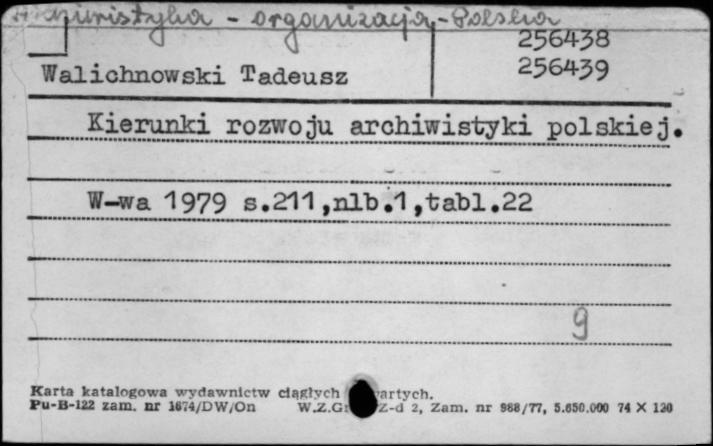 Archiwistyka - organizacja - Polska
256438
Walichnowski Tadeusz
256439
Kierunki rozwoju archiwistyki polskiej.
W-wa 1979 s.211,nlb.1,tabl.22
9
Karta katalogowa wydawnictw ciągłych
Pu-B-122 zam. nr 1674/DW/On W.Z.G Z-d 2, Zam. nr 988/77, 5.650.000 74 X 120